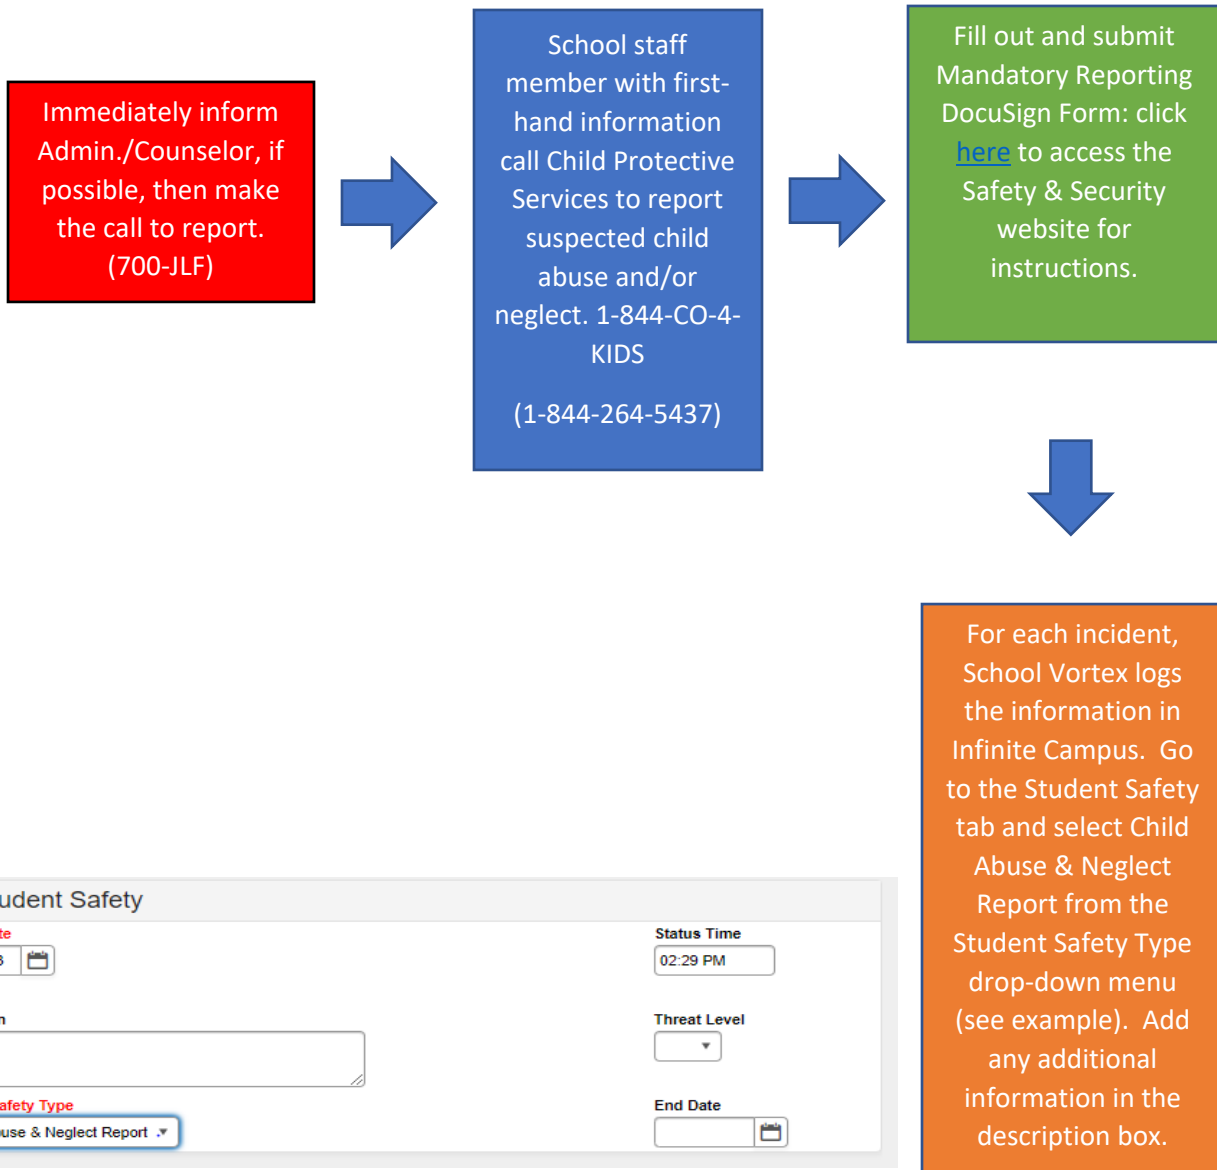 Immediately inform
Admin./Counselor, if
possible, then make
the call to report.
(700-JLF)
School staff
member with first-
hand information
call Child Protective
Services to report
suspected child
abuse and/or
neglect. 1-844-CO-4-
KIDS
(1-844-264-5437)
Fill out and submit
Mandatory Reporting
DocuSign Form: click
here to access the
Safety & Security
website for
instructions.
For each incident,
School Vortex logs
the information in
Infinite Campus. Go
to the Student Safety
tab and select Child
Abuse & Neglect
Report from the
Student Safety Type
drop-down menu
(see example). Add
any additional
information in the
description box.
udent Safety
te
Status Time
3
02:29 PM
n
Threat Level
afety Type
End Date
use & Neglect Report